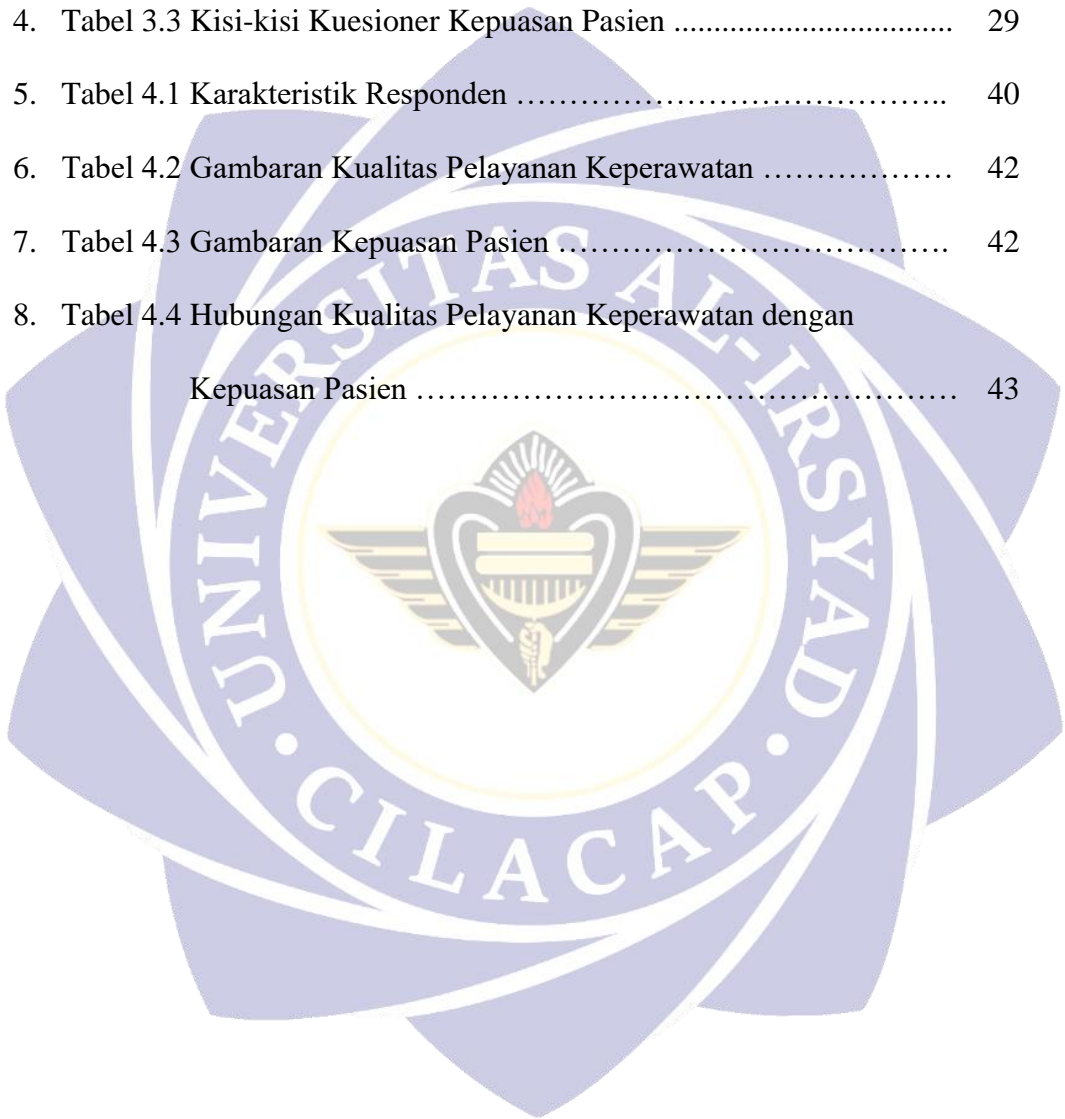 4. Tabel 3.3 Kisi-kisi Kuesioner Kepuasan Pasien ................................. 29
5. Tabel 4.1 Karakteristik Responden …………………………………….. 40
6. Tabel 4.2 Gambaran Kualitas Pelayanan Keperawatan ……………… 42
7. Tabel 4.3 Gambaran Kepuasan Pasien ………………………………. 42
8. Tabel 4.4 Hubungan Kualitas Pelayanan Keperawatan dengan
Kepuasan Pasien …………………………………………… 43
UNIVERSITAS AL-IRSYAD
• CILACAP •